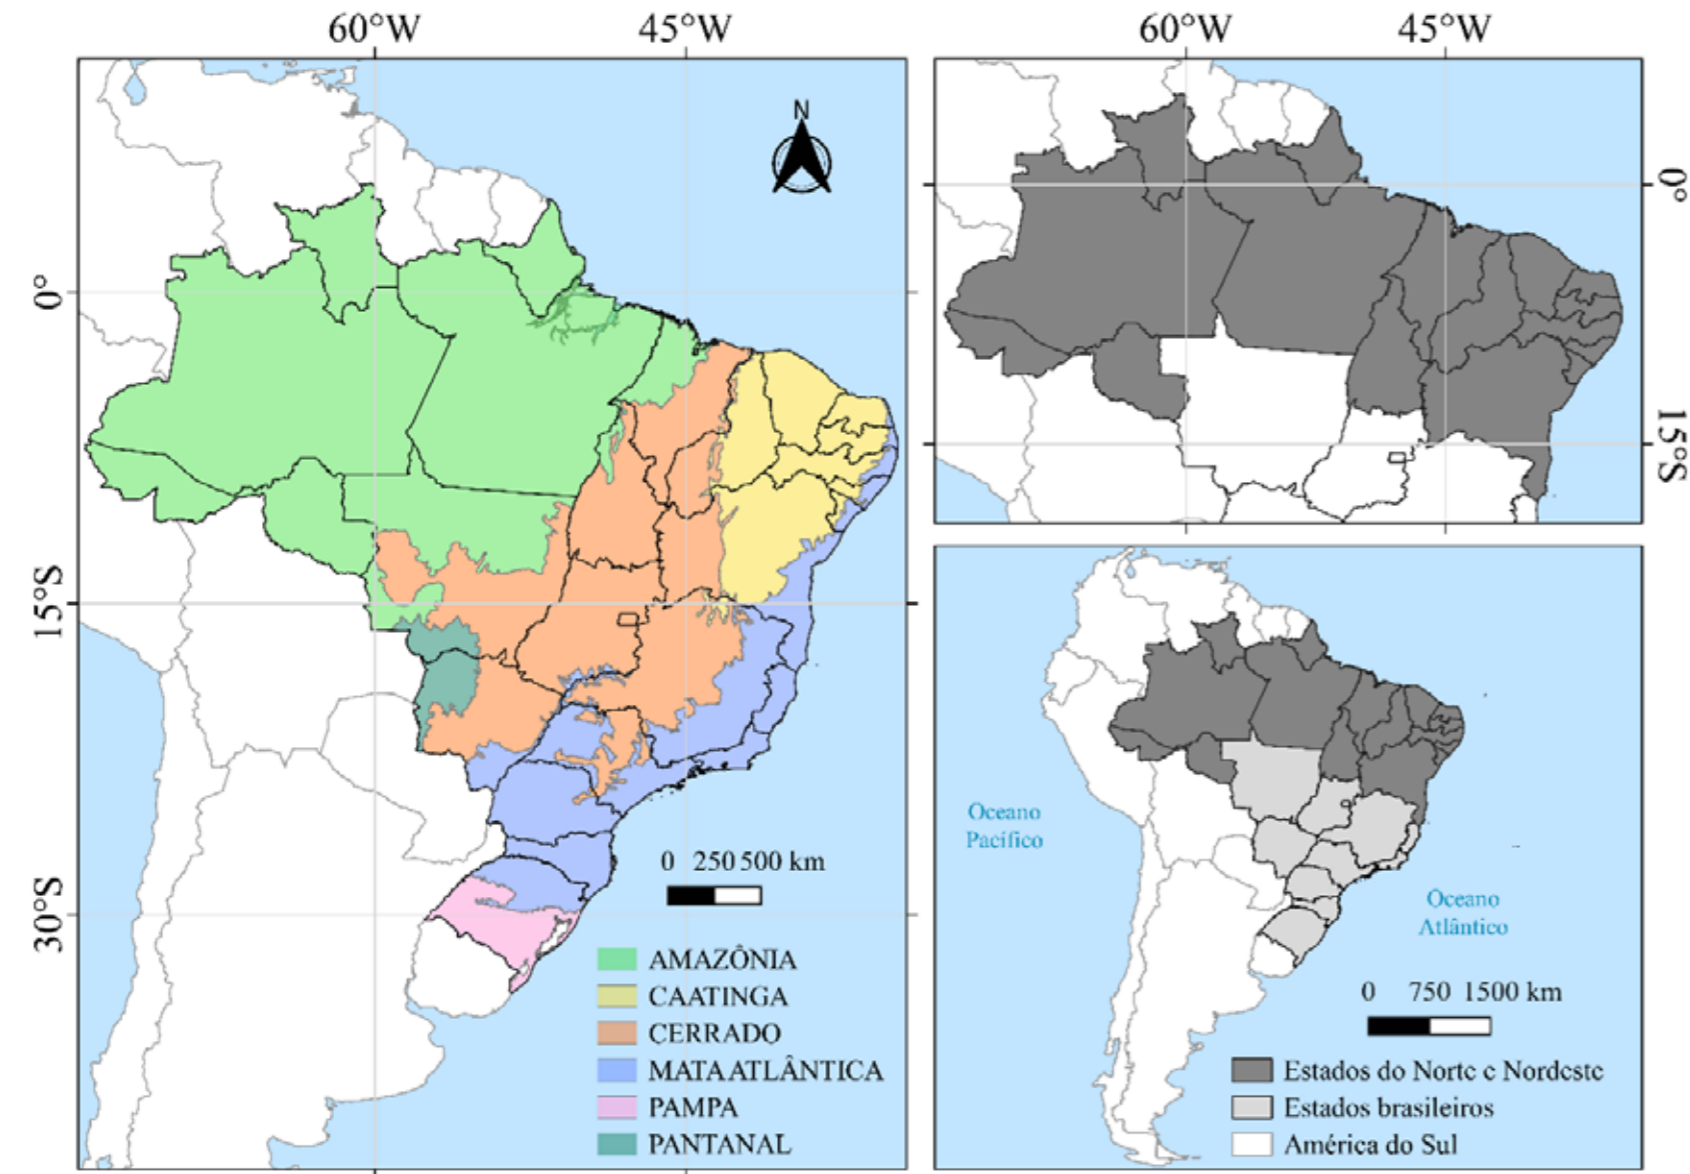 60°W 45°W
60°W 45°W
N
0°
15°S
30°S
0 250 500 km
AMAZÔNIA
CAATINGA
CERRADO
MATA ATLÂNTICA
PAMPA
PANTANAL
0°
15°S
Oceano
Pacífico
Oceano
Atlântico
0 750 1500 km
Estados do Norte e Nordeste
Estados brasileiros
América do Sul